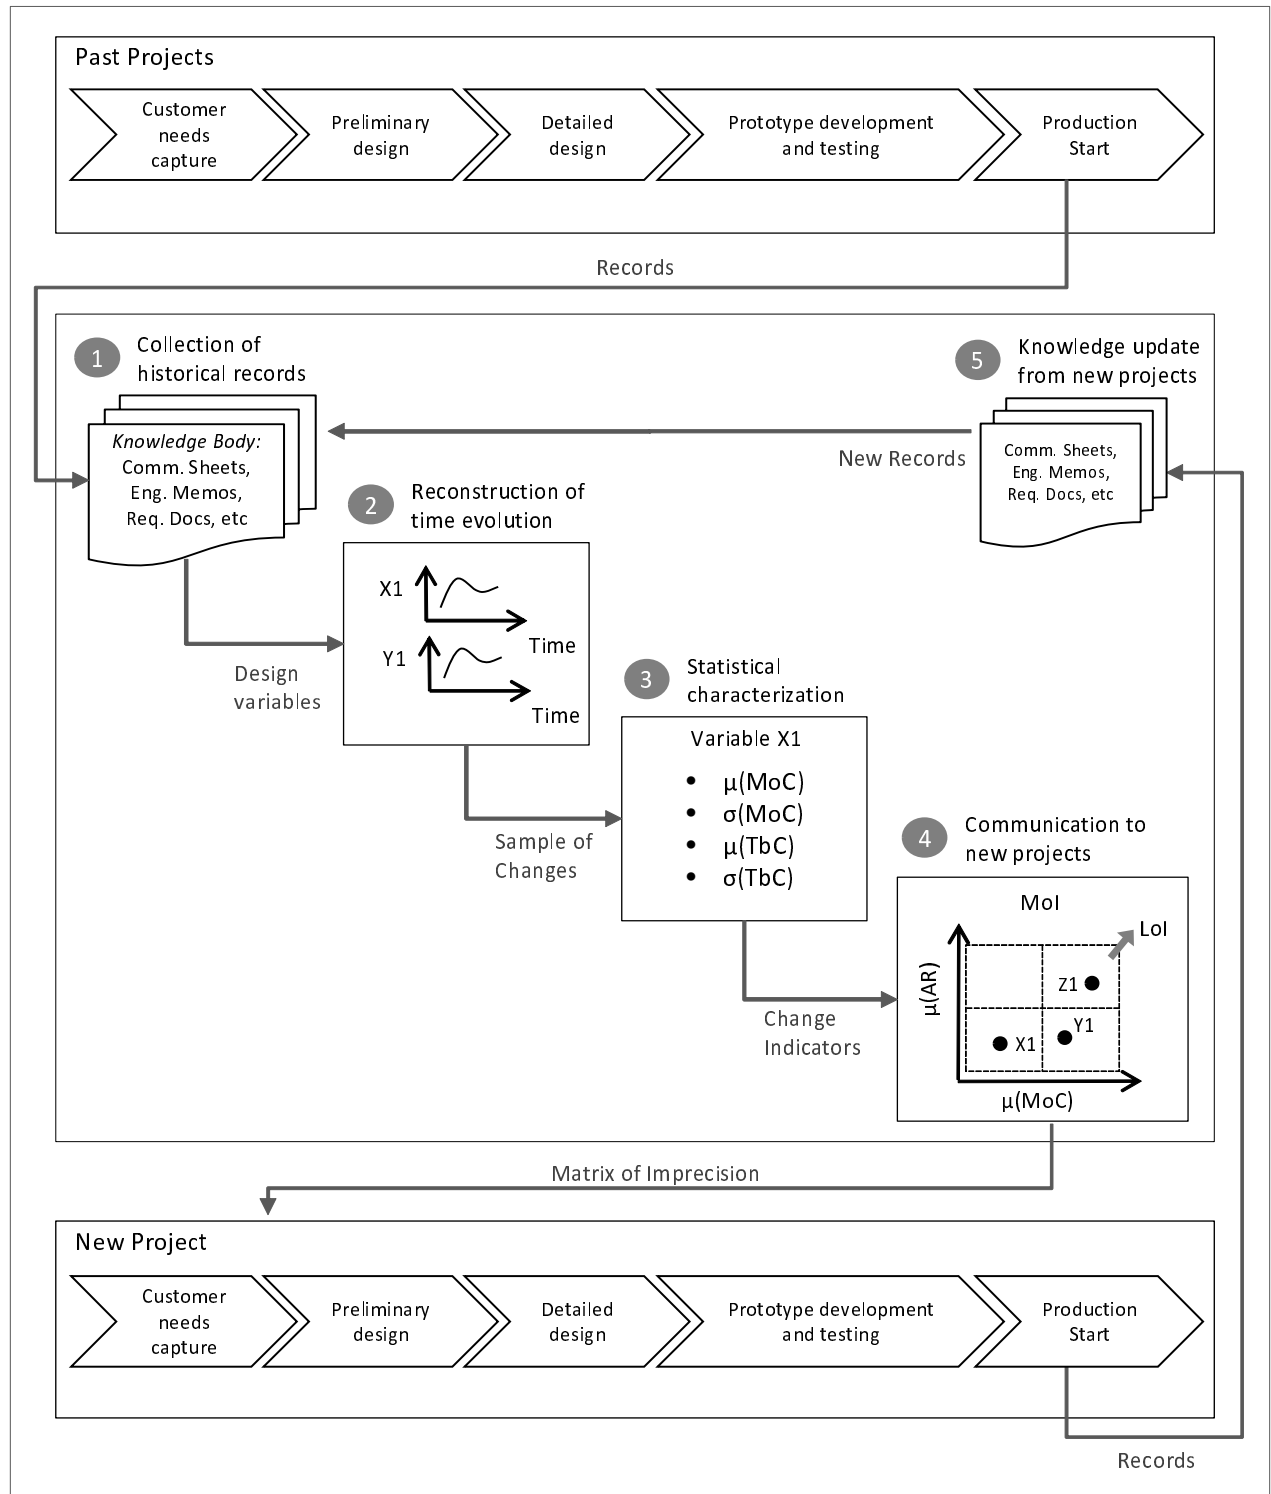 Past Projects
Customer
needs
capture
Preliminary
design
Detailed
design
Prototype development
and testing
Production
Start
Records
1
Collection of
historical records
Knowledge Body:
Comm. Sheets,
Eng. Memos,
Req. Docs, etc
5
Knowledge update
from new projects
Comm. Sheets,
Eng. Memos,
Req. Docs, etc
New Records
2
Reconstruction of
time evolution
X1
Time
Y1
Time
Design
variables
3
Statistical
characterization
Variable X1
• μ(MoC)
• σ(MoC)
• μ(TbC)
• σ(TbC)
Sample of
Changes
4
Communication to
new projects
MoI
LoI
μ(AR)
Z1
Y1
X1
μ(MoC)
Change
Indicators
Matrix of Imprecision
New Project
Customer
needs
capture
Preliminary
design
Detailed
design
Prototype development
and testing
Production
Start
Records